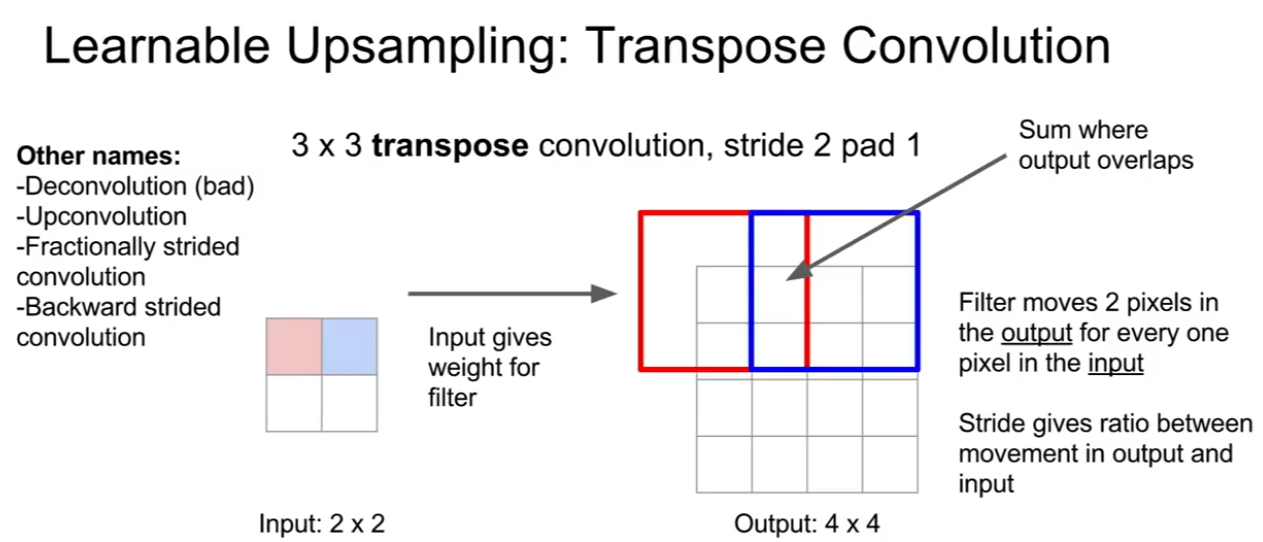 Learnable Upsampling: Transpose Convolution
Other names:
-Deconvolution (bad)
-Upconvolution
-Fractionally strided
convolution
-Backward strided
convolution
3 x 3 transpose convolution, stride 2 pad 1
Sum where
output overlaps
Input gives
weight for
filter
Filter moves 2 pixels in
the output for every one
pixel in the input
Stride gives ratio between
movement in output and
input
Input: 2 x 2
Output: 4 x 4